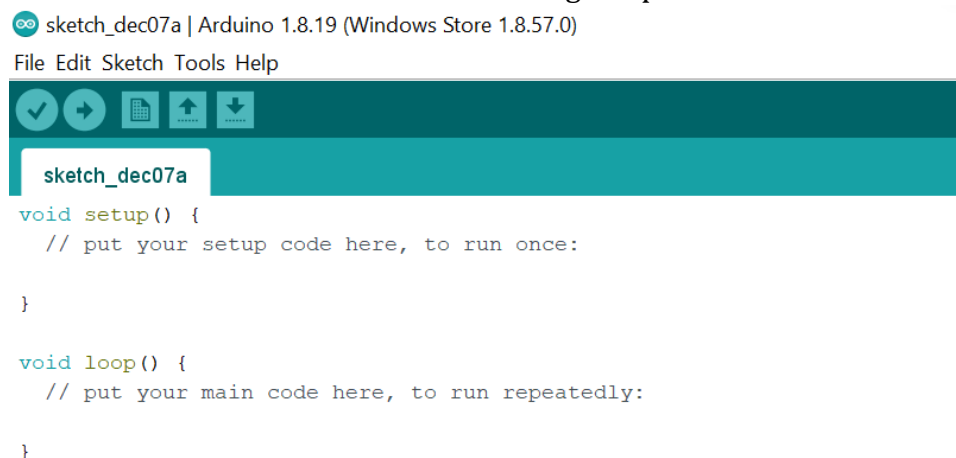 sketch_dec07a | Arduino 1.8.19 (Windows Store 1.8.57.0)
File Edit Sketch Tools Help
sketch_dec07a
void setup() {
  // put your setup code here, to run once:

}

void loop() {
  // put your main code here, to run repeatedly:

}